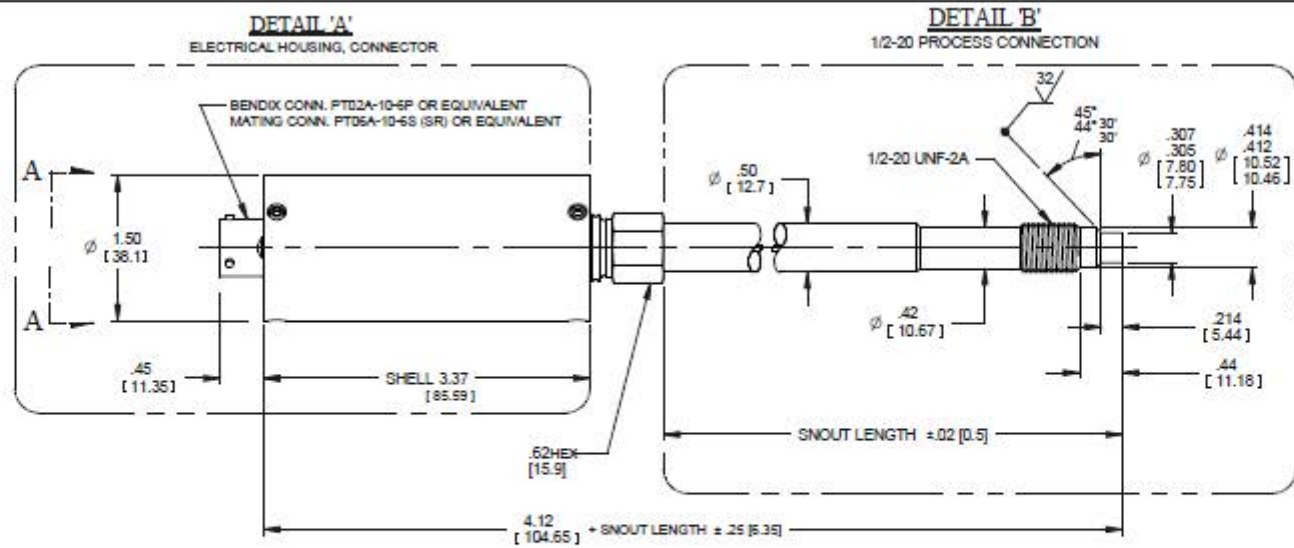 DETAIL 'A'
ELECTRICAL HOUSING, CONNECTOR
DETAIL 'B'
1/2-20 PROCESS CONNECTION
BENDIX CONN. PT02A-10-6P OR EQUIVALENT
MATING CONN. PT06A-10-6S (SR) OR EQUIVALENT
32
45° 30'
44° 30'
1/2-20 UNF-2A
Ø .307
.305
[ 7.80
7.75 ]
Ø .414
.412
[ 10.52
10.46 ]
A
Ø .50
[ 12.7 ]
Ø 1.50
[ 38.1 ]
A
Ø .42
[ 10.67 ]
.214
[ 5.44 ]
.45
[ 11.35 ]
SHELL 3.37
[ 85.59 ]
.44
[ 11.18 ]
SNOUT LENGTH ±.02 [0.5]
.62HEX
[15.9]
4.12
[ 104.65 ]
+ SNOUT LENGTH ± .25 [6.35]